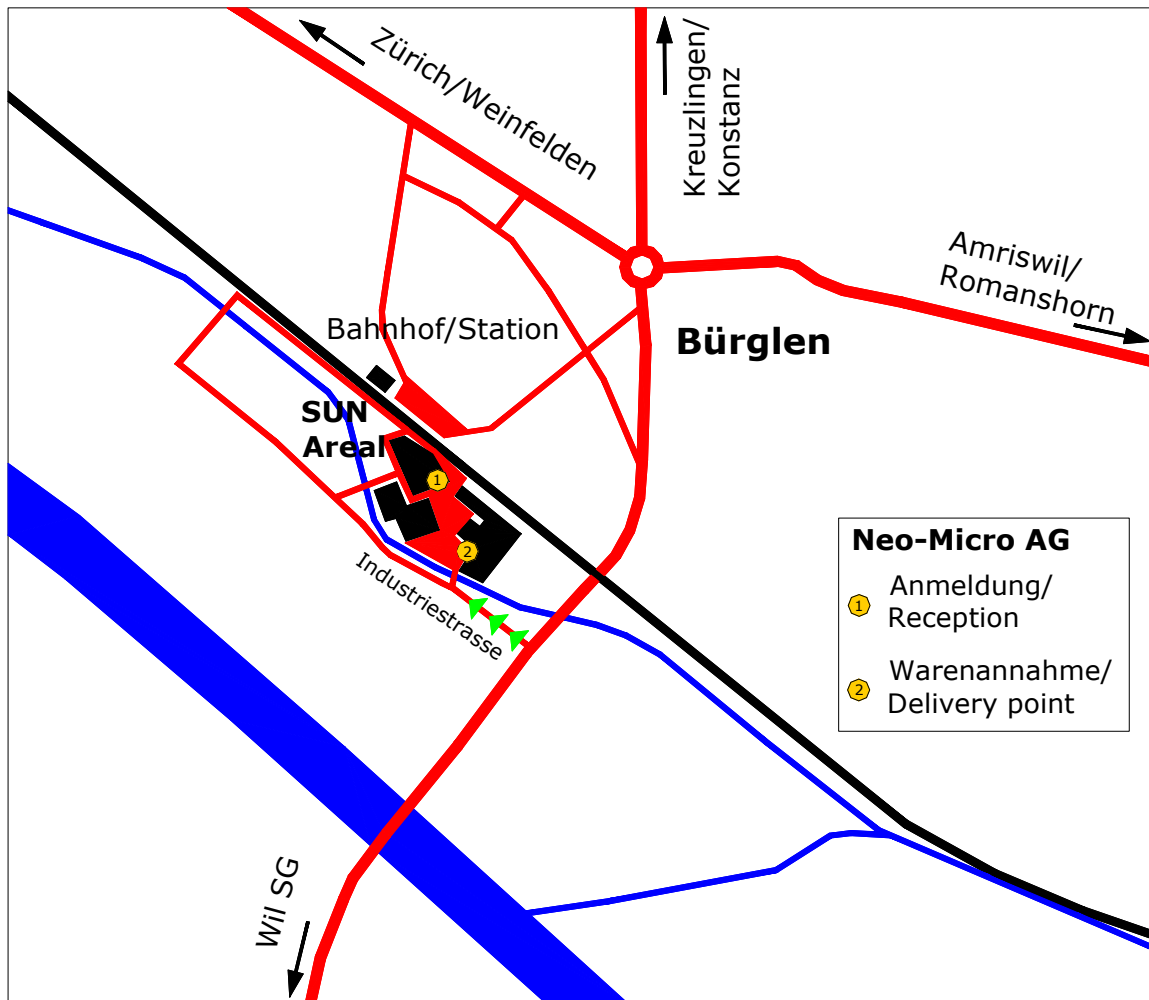 Zürich/Weinfelden
Kreuzlingen/
Konstanz
Amriswil/
Romanshorn
Bahnhof/Station
Bürglen
SUN
Areal
1
2
Industriestrasse
Neo-Micro AG
1 Anmeldung/
Reception
2 Warenannahme/
Delivery point
Wil SG